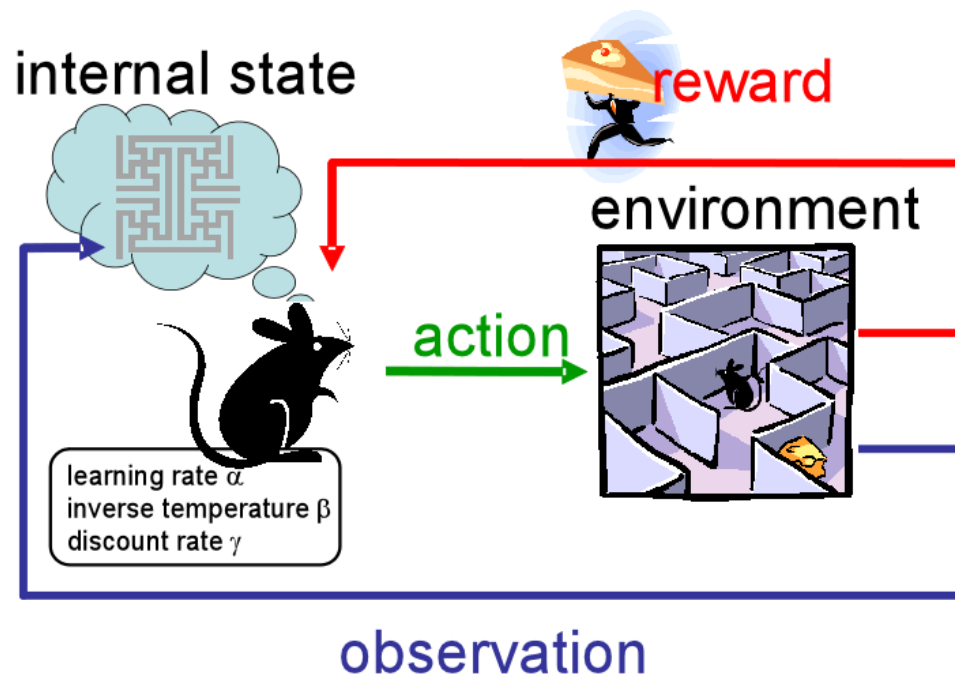 internal state
reward
environment
action
learning rate α
inverse temperature β
discount rate γ
observation